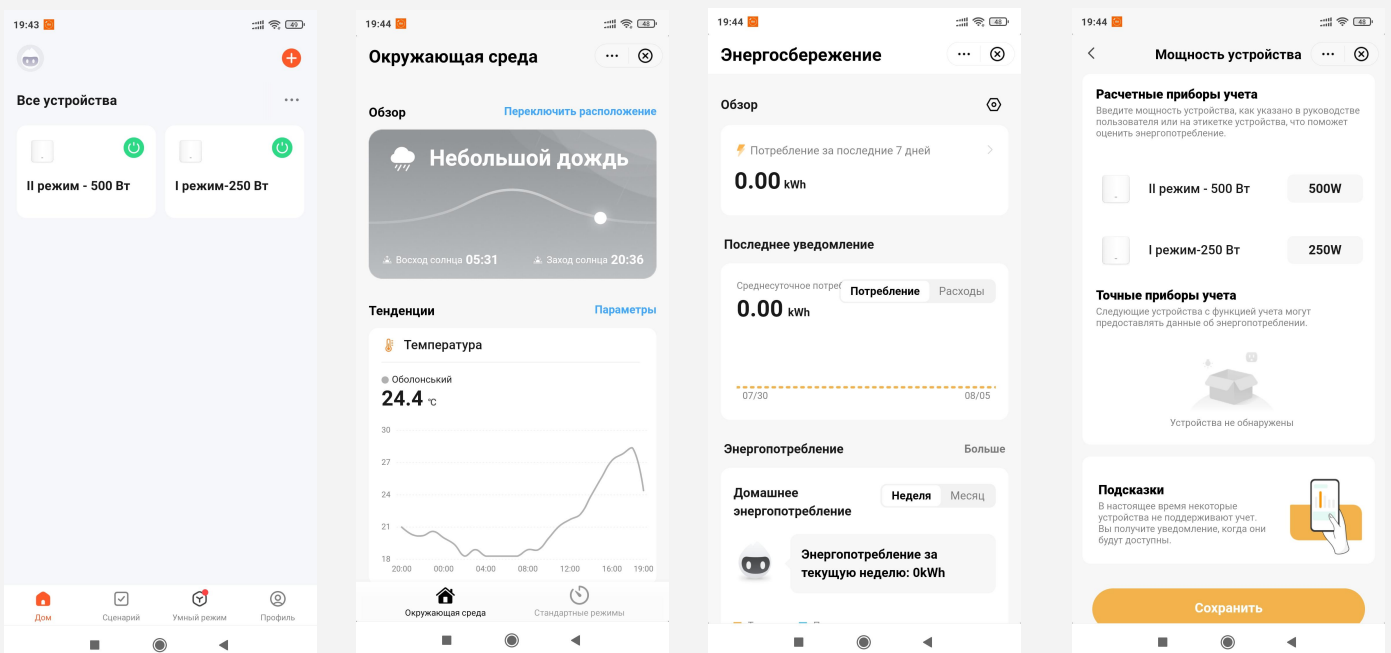 19:43
49
Все устройства
II режим - 500 Вт
I режим-250 Вт
Дом
Сценарий
Умный режим
Профиль
19:44
48
Окружающая среда
Обзор
Переключить расположение
Небольшой дождь
Восход солнца 05:31
Заход солнца 20:36
Тенденции
Параметры
Температура
Оболонський
24.4 °C
30
27
24
21
18
20:00 00:00 04:00 08:00 12:00 16:00 19:00
Окружающая среда
Стандартные режимы
19:44
48
Энергосбережение
Обзор
Потребление за последние 7 дней
0.00 kWh
Последнее уведомление
Среднесуточное
Потребление
Расходы
0.00 kWh
07/30
08/05
Энергопотребление
Больше
Домашнее
энергопотребление
Неделя
Месяц
Энергопотребление за
текущую неделю: 0kWh
19:44
48
Мощность устройства
Расчетные приборы учета
Введите мощность устройства, как указано в руководстве
пользователя или на этикетке устройства, что поможет
оценить энергопотребление.
II режим - 500 Вт
500W
I режим-250 Вт
250W
Точные приборы учета
Следующие устройства с функцией учета могут
предоставлять данные об энергопотреблении.
Устройства не обнаружены
Подсказки
В настоящее время некоторые
устройства не поддерживают учет.
Вы получите уведомление, когда они
будут доступны.
Сохранить